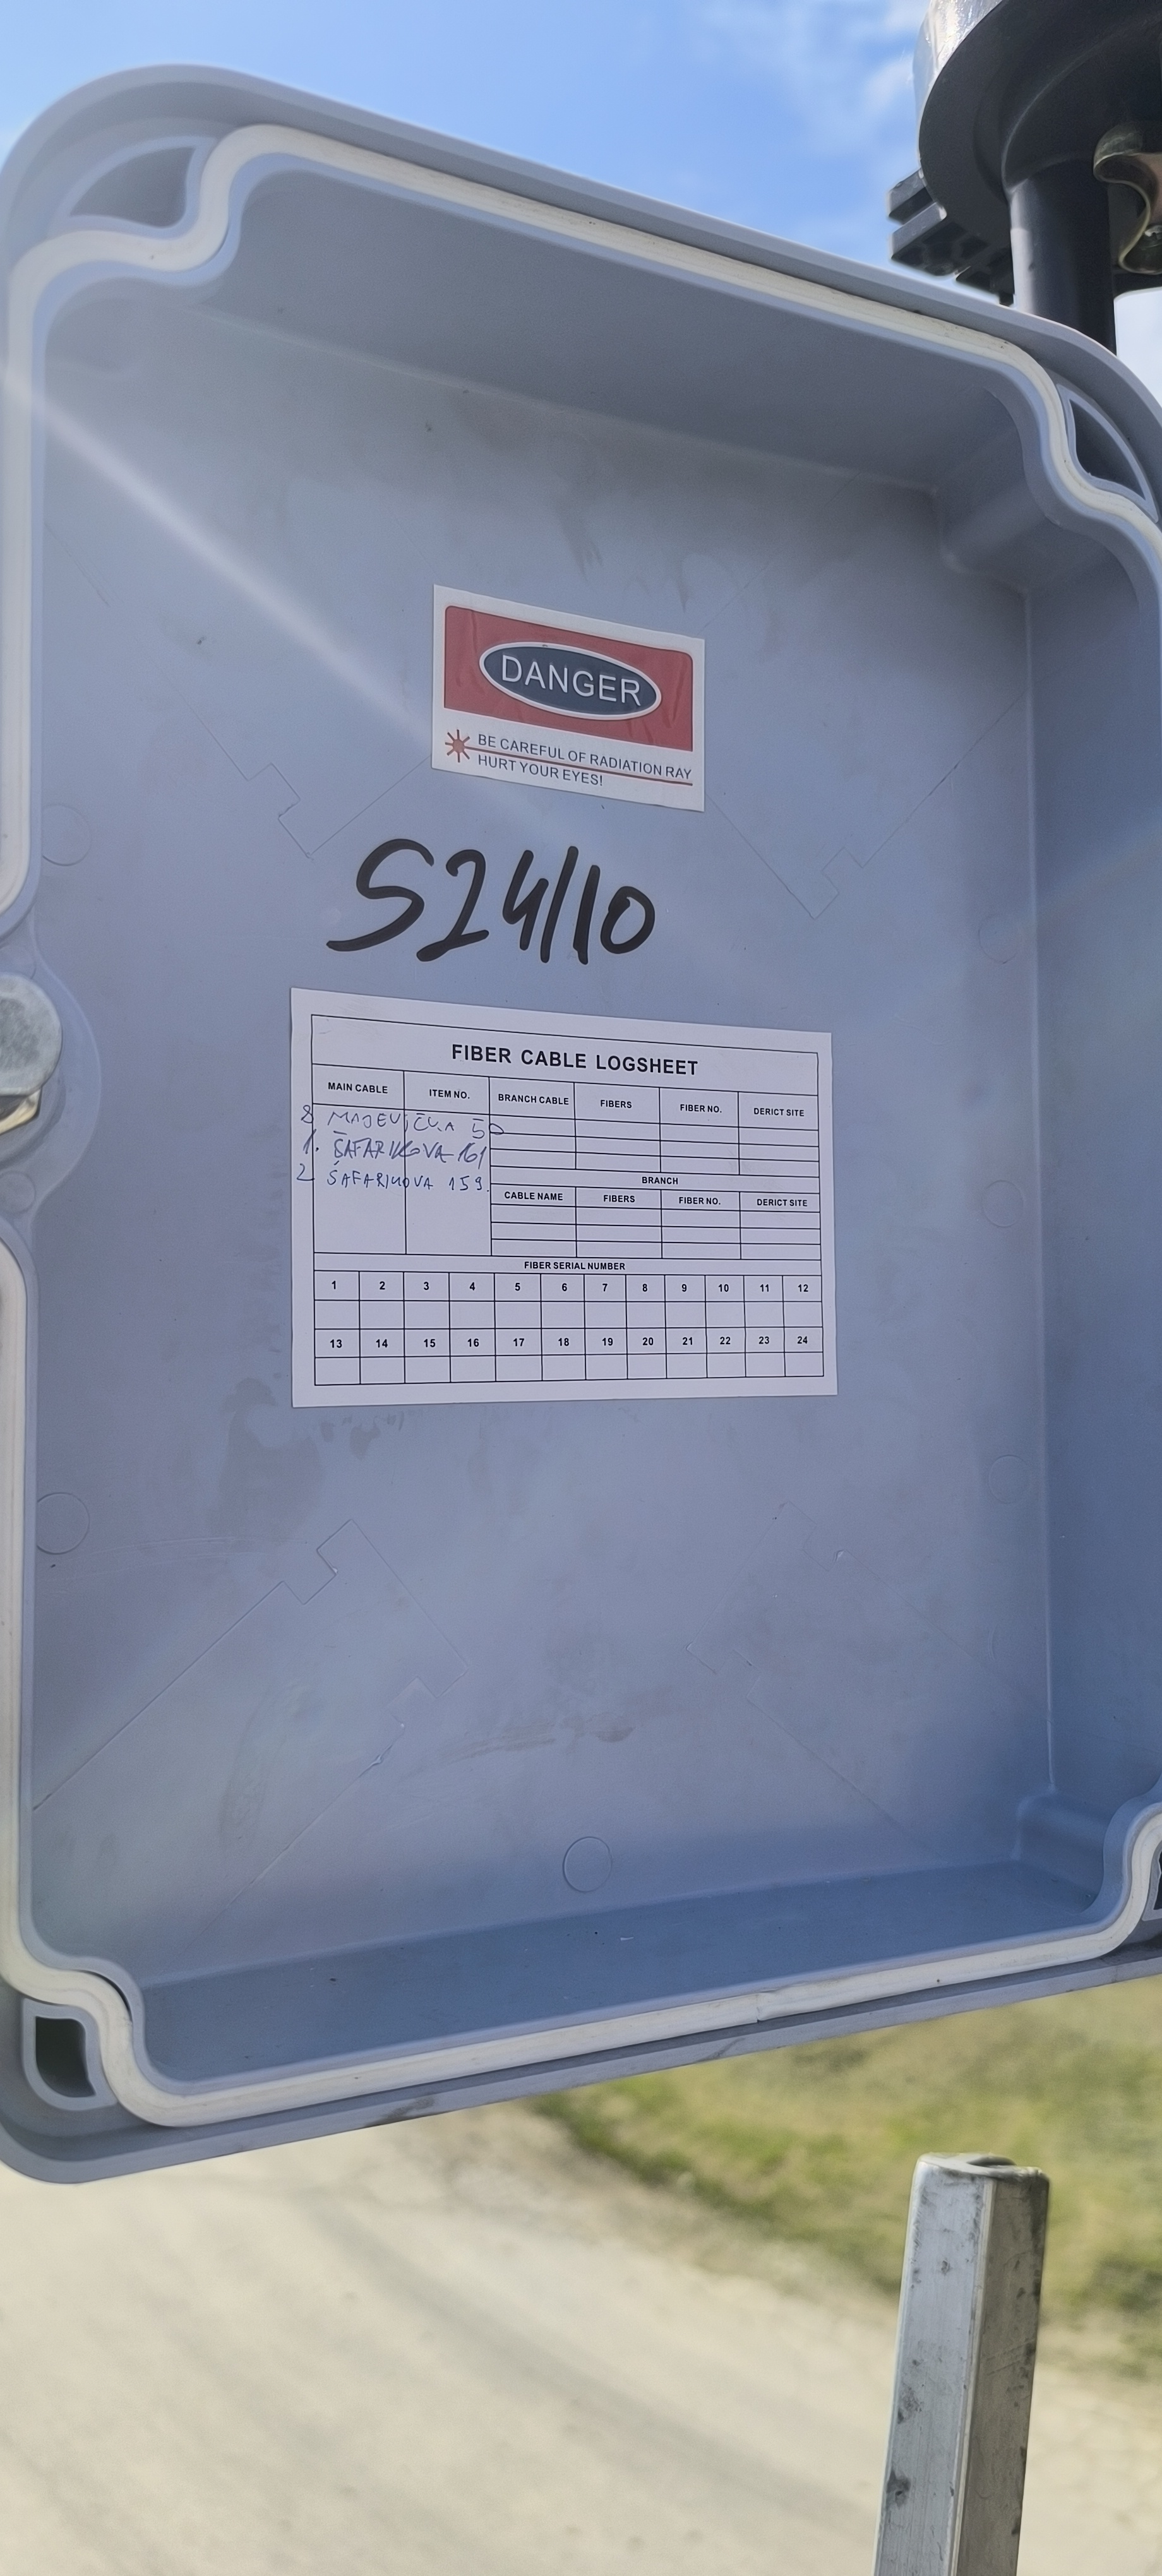 DANGER
BE CAREFUL OF RADIATION RAY
HURT YOUR EYES!
S24/10
FIBER CABLE LOGSHEET
MAIN CABLE ITEM NO. BRANCH CABLE FIBERS FIBER NO. DERICT SITE
8 MAJEVIČKA 50
1. ŠAFARIKOVA 161
2 ŠAFARIKOVA 159.
BRANCH
CABLE NAME FIBERS FIBER NO. DERICT SITE
FIBER SERIAL NUMBER
1 2 3 4 5 6 7 8 9 10 11 12
13 14 15 16 17 18 19 20 21 22 23 24